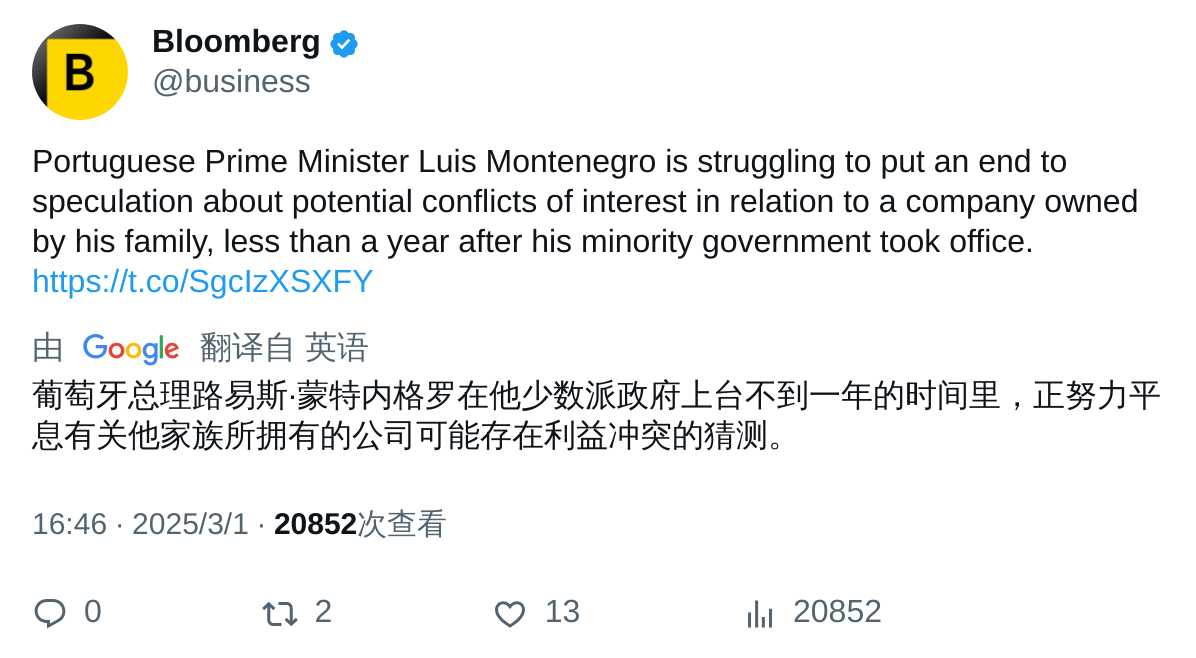 B
Bloomberg
@business
Portuguese Prime Minister Luis Montenegro is struggling to put an end to
speculation about potential conflicts of interest in relation to a company owned
by his family, less than a year after his minority government took office.
https://t.co/SgcIzXSXFY
由 Google 翻译自 英语
葡萄牙总理路易斯·蒙特内格罗在他少数派政府上台不到一年的时间里，正努力平
息有关他家族所拥有的公司可能存在利益冲突的猜测。
16:46 · 2025/3/1 · 20852次查看
0 2 13 20852